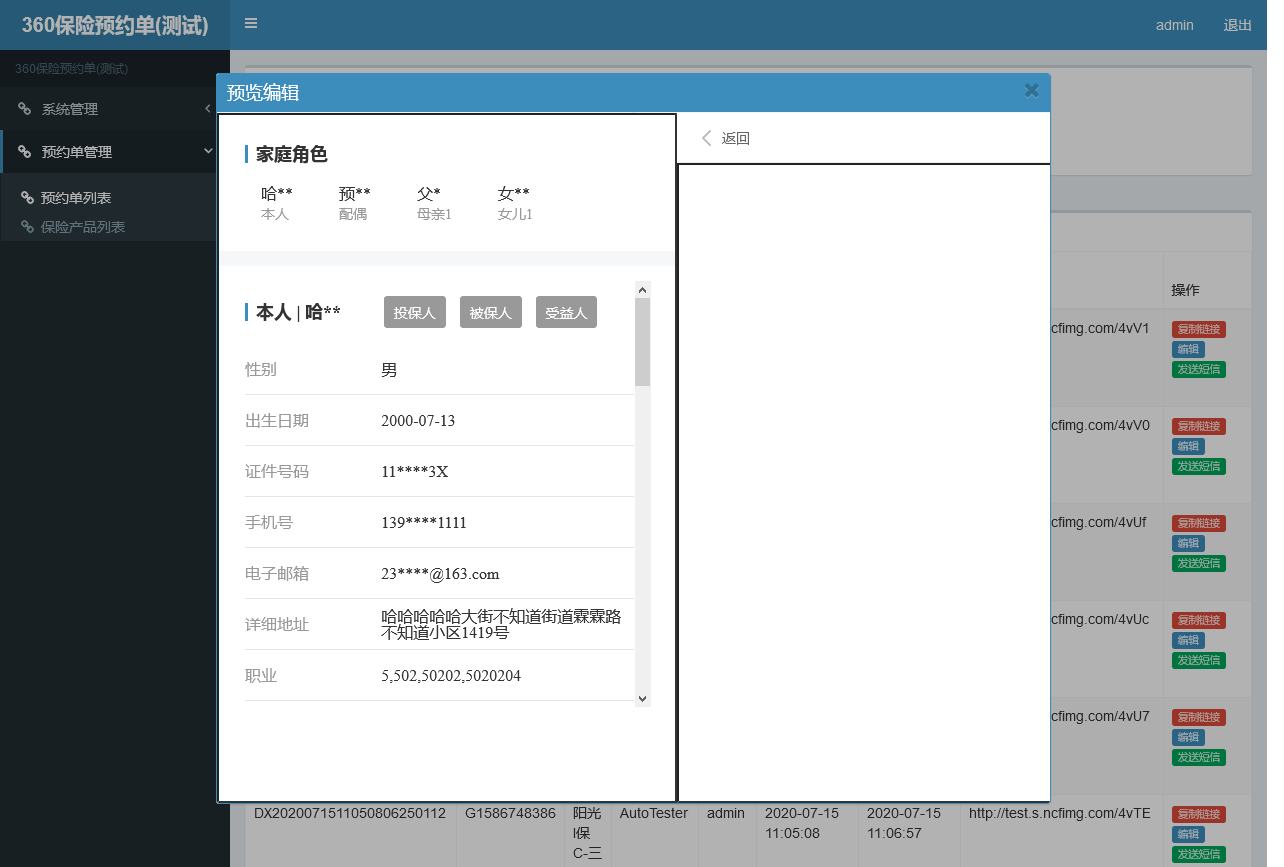 360保险预约单(测试)
admin
退出
360保险预约单(测试)
系统管理
预约单管理
预约单列表
保险产品列表
预览编辑
家庭角色
哈** 预** 父* 女**
本人 配偶 母亲1 女儿1
本人 | 哈** 投保人 被保人 受益人
性别 男
出生日期 2000-07-13
证件号码 11****3X
手机号 139****1111
电子邮箱 23****@163.com
详细地址 哈哈哈哈哈大街不知道街道霖霖路
不知道小区1419号
职业 5,502,50202,5020204
返回
操作
ncfimg.com/4vV1 复制链接
编辑
发送短信
ncfimg.com/4vV0 复制链接
编辑
发送短信
ncfimg.com/4vUf 复制链接
编辑
发送短信
ncfimg.com/4vUc 复制链接
编辑
发送短信
ncfimg.com/4vU7 复制链接
编辑
发送短信
DX2020071511050806250112 G1586748386 阳光 AutoTester admin 2020-07-15 2020-07-15 http://test.s.ncfimg.com/4vTE 复制链接
I保 11:05:08 11:06:57 编辑
C-三 发送短信